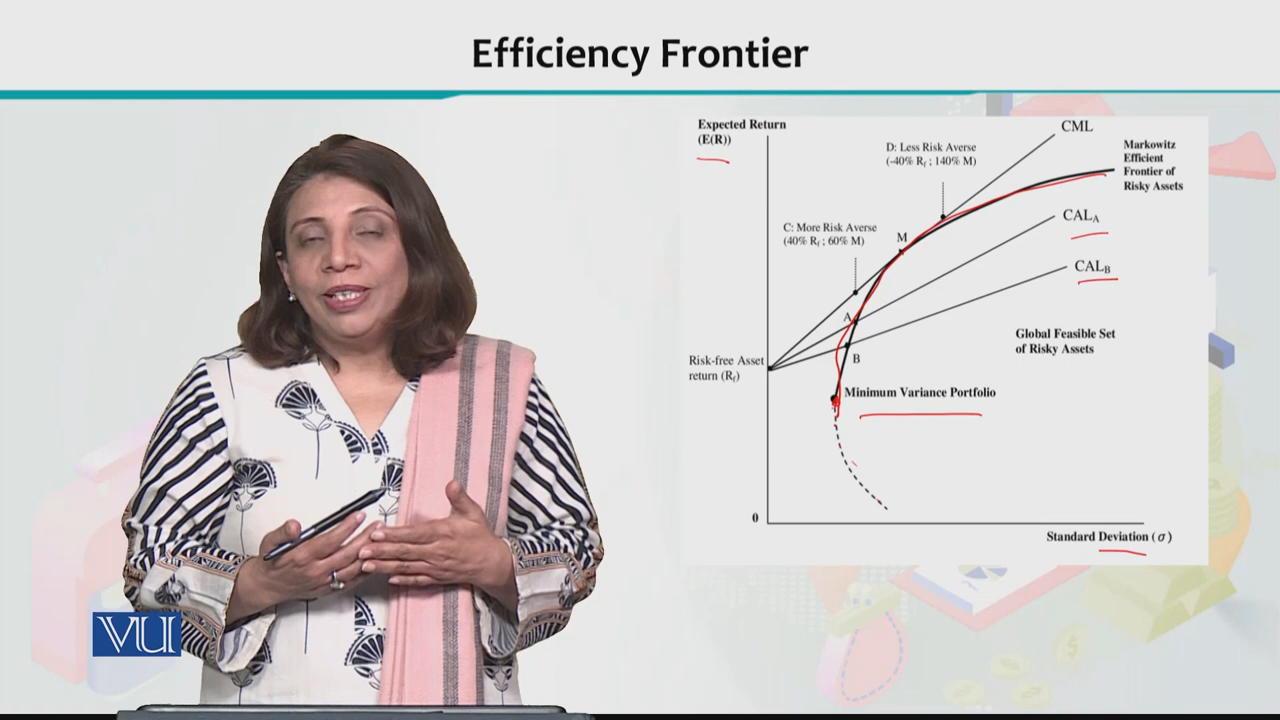 Efficiency Frontier
Expected Return
(E(R))
CML
D: Less Risk Averse
(-40% Rf ; 140% M)
Markowitz
Efficient
Frontier of
Risky Assets
C: More Risk Averse
(40% Rf ; 60% M)
M
CALA
CALB
A
B
Global Feasible Set
of Risky Assets
Risk-free Asset
return (Rf)
Minimum Variance Portfolio
0
Standard Deviation (σ)
VU